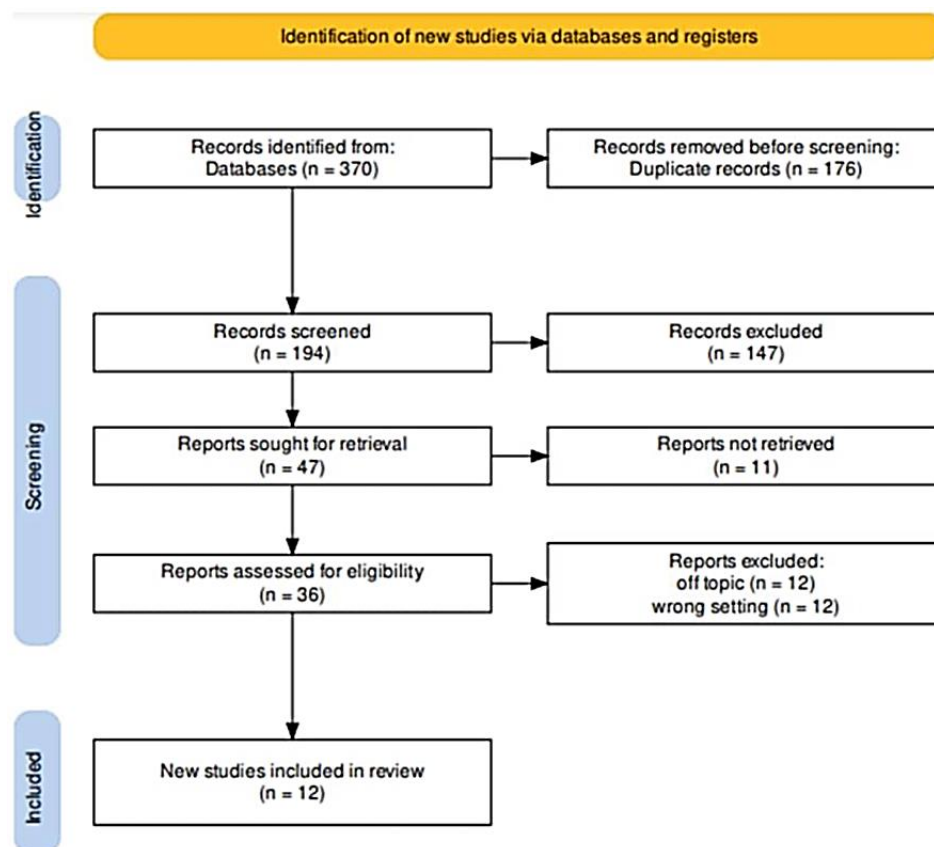 Identification of new studies via databases and registers
Identification
Records identified from:
Databases (n = 370)
Records removed before screening:
Duplicate records (n = 176)
Screening
Records screened
(n = 194)
Records excluded
(n = 147)
Reports sought for retrieval
(n = 47)
Reports not retrieved
(n = 11)
Reports assessed for eligibility
(n = 36)
Reports excluded:
off topic (n = 12)
wrong setting (n = 12)
Included
New studies included in review
(n = 12)